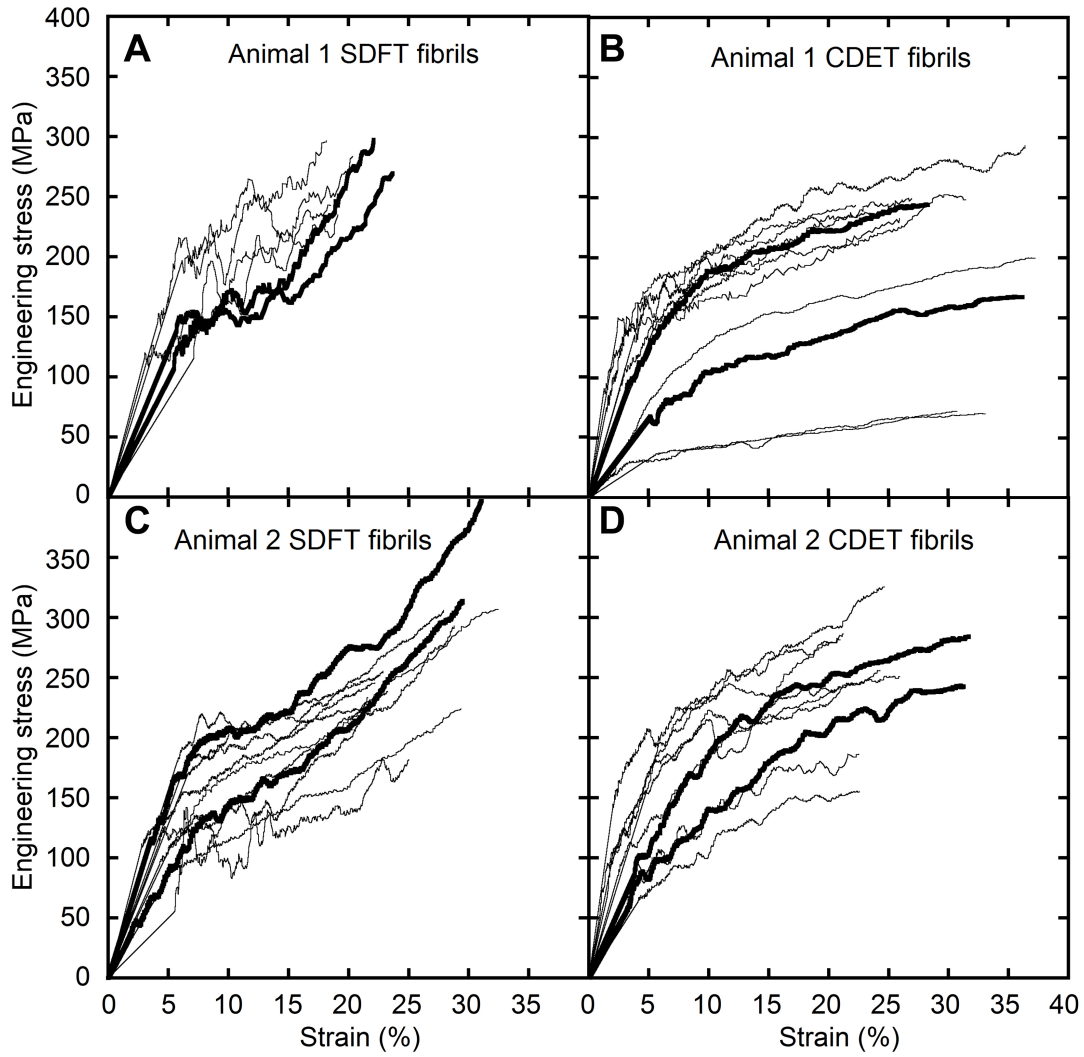 400
350
300
250
200
150
100
50
0
Engineering stress (MPa)
A
Animal 1 SDFT fibrils
B
Animal 1 CDET fibrils
350
300
250
200
150
100
50
0
Engineering stress (MPa)
C
Animal 2 SDFT fibrils
D
Animal 2 CDET fibrils
0 5 10 15 20 25 30 35
5 10 15 20 25 30 35 40
Strain (%)
Strain (%)